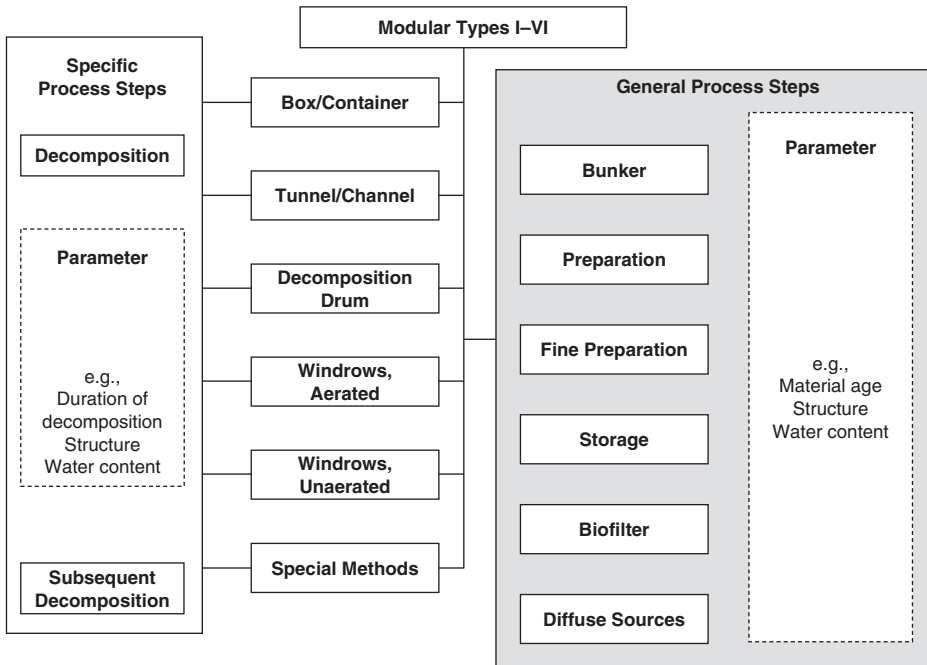 Modular Types I–VI
Specific
Process Steps
Decomposition
Parameter
e.g.,
Duration of
decomposition
Structure
Water content
Subsequent
Decomposition
Box/Container
Tunnel/Channel
Decomposition
Drum
Windrows,
Aerated
Windrows,
Unaerated
Special Methods
General Process Steps
Bunker
Preparation
Fine Preparation
Storage
Biofilter
Diffuse Sources
Parameter
e.g.,
Material age
Structure
Water content